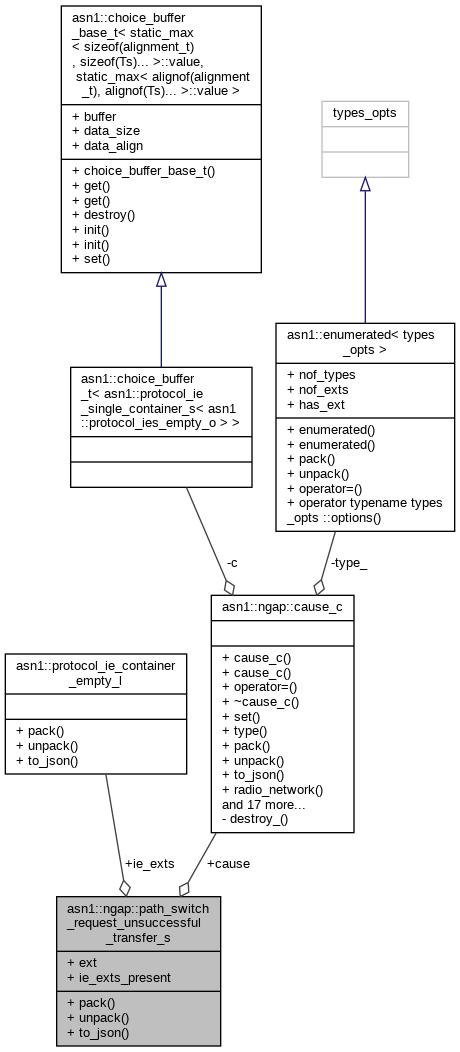 asn1::choice_buffer
_base_t< static_max
< sizeof(alignment_t)
, sizeof(Ts)... >::value,
static_max< alignof(alignment
_t), alignof(Ts)... >::value >
+ buffer
+ data_size
+ data_align
+ choice_buffer_base_t()
+ get()
+ get()
+ destroy()
+ init()
+ init()
+ set()
types_opts
asn1::enumerated< types
_opts >
+ nof_types
+ nof_exts
+ has_ext
+ enumerated()
+ enumerated()
+ pack()
+ unpack()
+ operator=()
+ operator typename types
_opts ::options()
asn1::choice_buffer
_t< asn1::protocol_ie
_single_container_s< asn1
::protocol_ies_empty_o > >
-c
-type_
asn1::ngap::cause_c
+ cause_c()
+ cause_c()
+ operator=()
+ ~cause_c()
+ set()
+ type()
+ pack()
+ unpack()
+ to_json()
+ radio_network()
and 17 more...
- destroy_()
asn1::protocol_ie_container
_empty_l
+ pack()
+ unpack()
+ to_json()
+ie_exts
+cause
asn1::ngap::path_switch
_request_unsuccessful
_transfer_s
+ ext
+ ie_exts_present
+ pack()
+ unpack()
+ to_json()